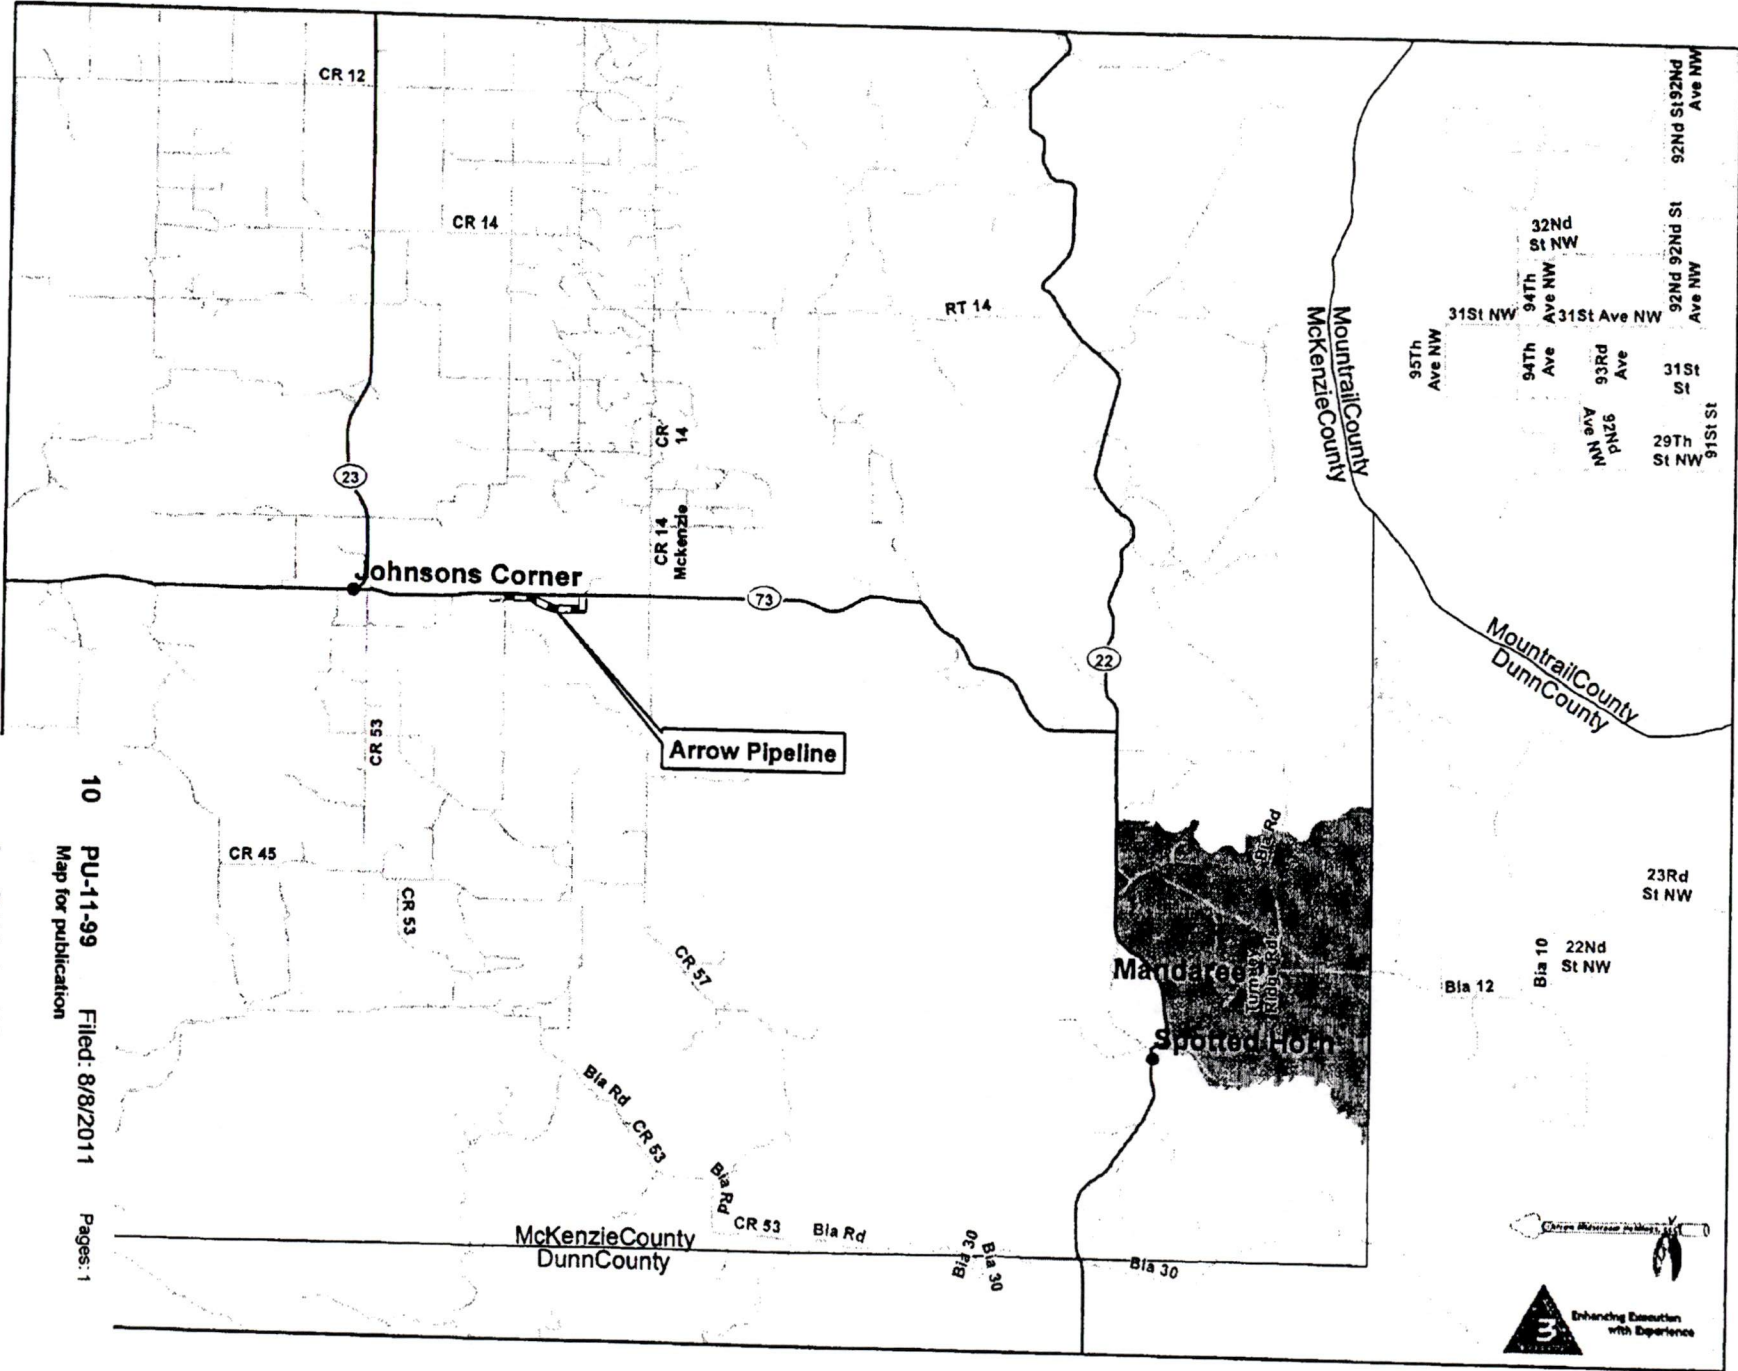 CR 12
92Nd St 92Nd
Ave NW
CR 14
32Nd
St NW
92Nd 92Nd St
Ave NW
RT 14
31St NW
94Th
Ave NW
31St Ave NW
MountrailCounty
McKenzieCounty
95Th
Ave NW
94Th
Ave
93Rd
Ave
31St
St
CR
14
92Nd
Ave NW
29Th
St NW
91St St
23
CR 14
Mckenzie
Johnsons Corner
73
22
MountrailCounty
DunnCounty
CR 53
Arrow Pipeline
Bia Rd
CR 45
CR 53
23Rd
St NW
CR 57
Mandaree
Ridge Rd
Bia 12
Bia 10
22Nd
St NW
Spotted Horn
Bia Rd
CR 53
Bia Rd
CR 53
Bia Rd
McKenzieCounty
DunnCounty
Bia 30
Bia 30
Bia 30
3
Enhancing Execution
with Experience
10 PU-11-99 Filed: 8/8/2011 Pages: 1
Map for publication